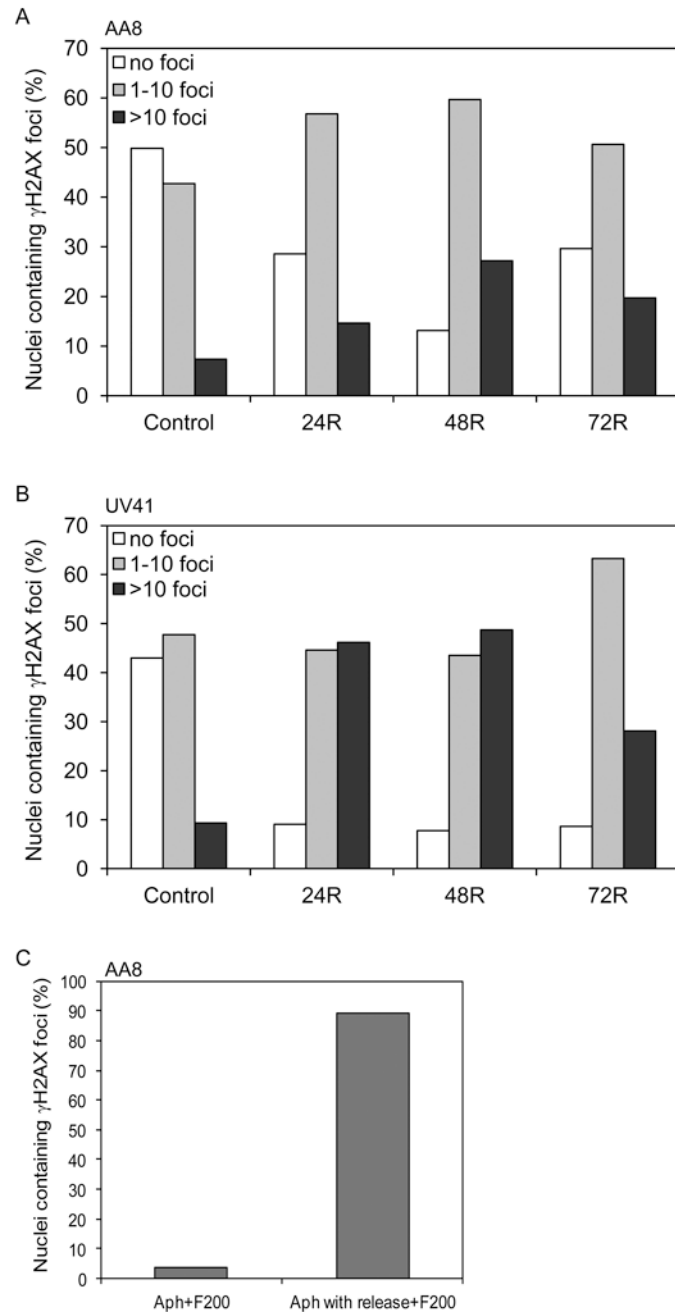 A
AA8
Nuclei containing γH2AX foci (%)
70
60
50
40
30
20
10
0
no foci
1-10 foci
>10 foci
Control 24R 48R 72R
B
UV41
Nuclei containing γH2AX foci (%)
70
60
50
40
30
20
10
0
no foci
1-10 foci
>10 foci
Control 24R 48R 72R
C
AA8
Nuclei containing γH2AX foci (%)
100
90
80
70
60
50
40
30
20
10
0
Aph+F200 Aph with release+F200